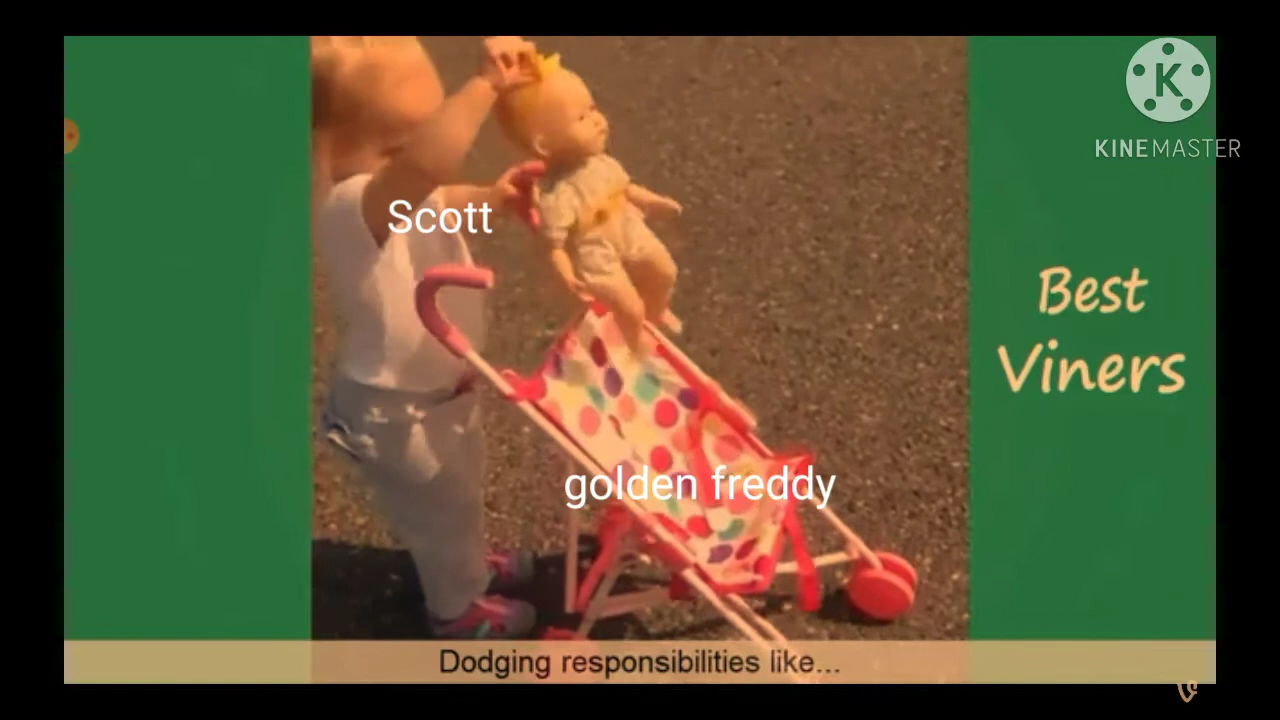 K
KINEMASTER
Scott
Best
Viners
golden freddy
Dodging responsibilities like...